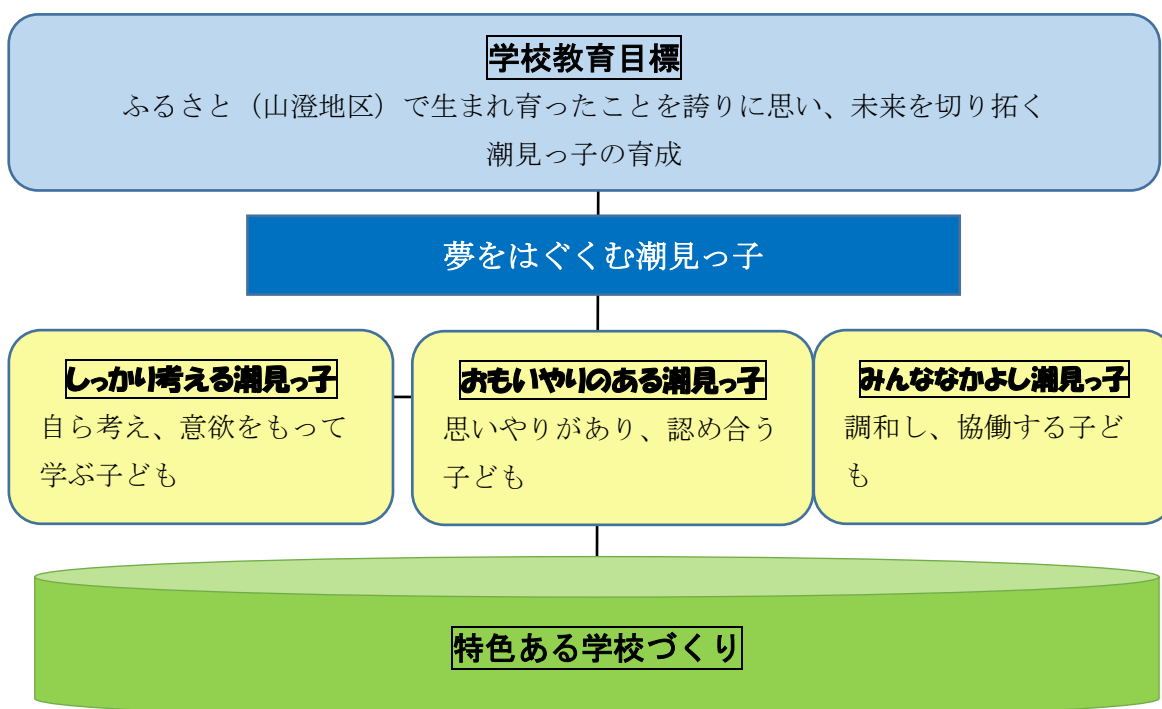 学校教育目標
ふるさと（山澄地区）で生まれ育ったことを誇りに思い、未来を切り拓く
潮見っ子の育成
夢をはぐくむ潮見っ子
しっかり考える潮見っ子
自ら考え、意欲をもって
学ぶ子ども
おもいやりのある潮見っ子
思いやりがあり、認め合う
子ども
みんななかよし潮見っ子
調和し、協働する子ど
も
特色ある学校づくり